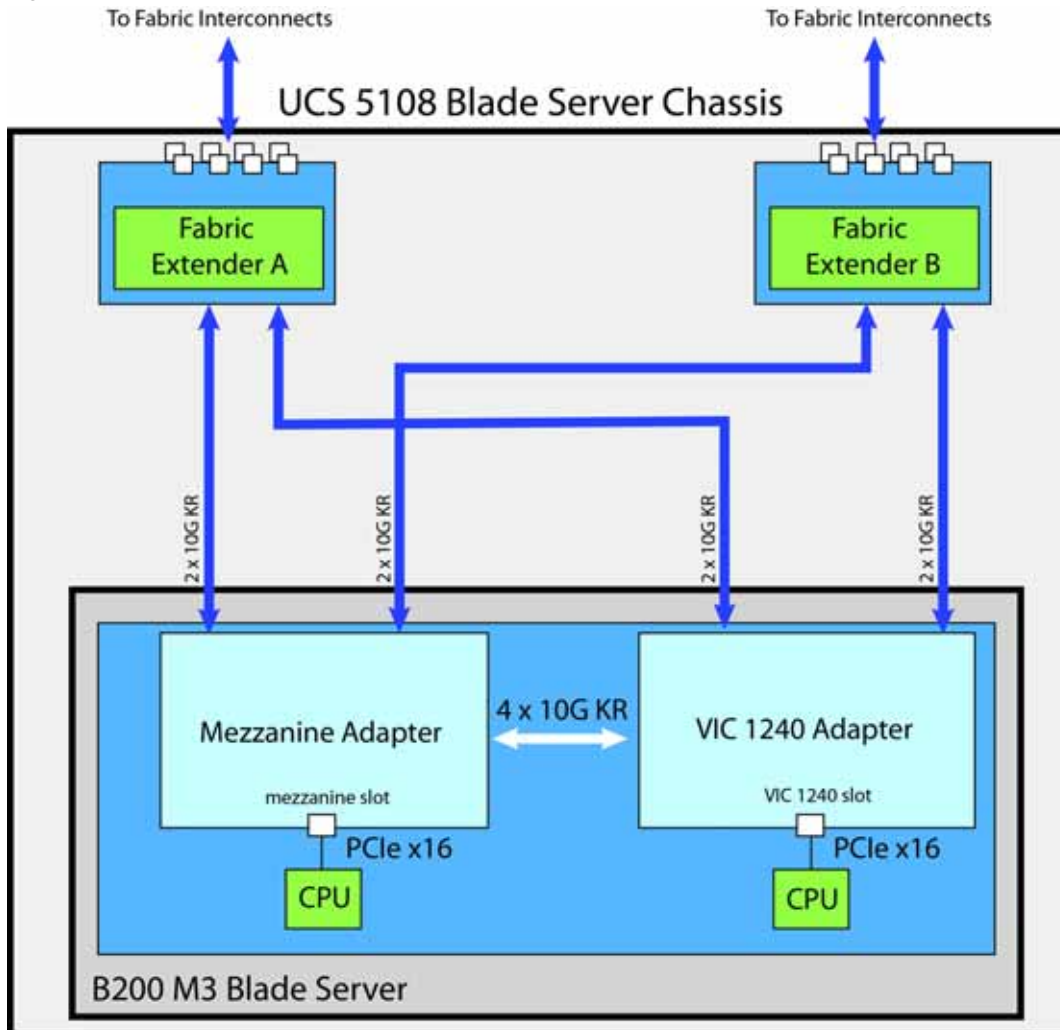 To Fabric Interconnects
To Fabric Interconnects
UCS 5108 Blade Server Chassis
Fabric
Extender A
Fabric
Extender B
2 x 10G KR
2 x 10G KR
2 x 10G KR
2 x 10G KR
Mezzanine Adapter
4 x 10G KR
VIC 1240 Adapter
mezzanine slot
VIC 1240 slot
PCIe x16
PCIe x16
CPU
CPU
B200 M3 Blade Server